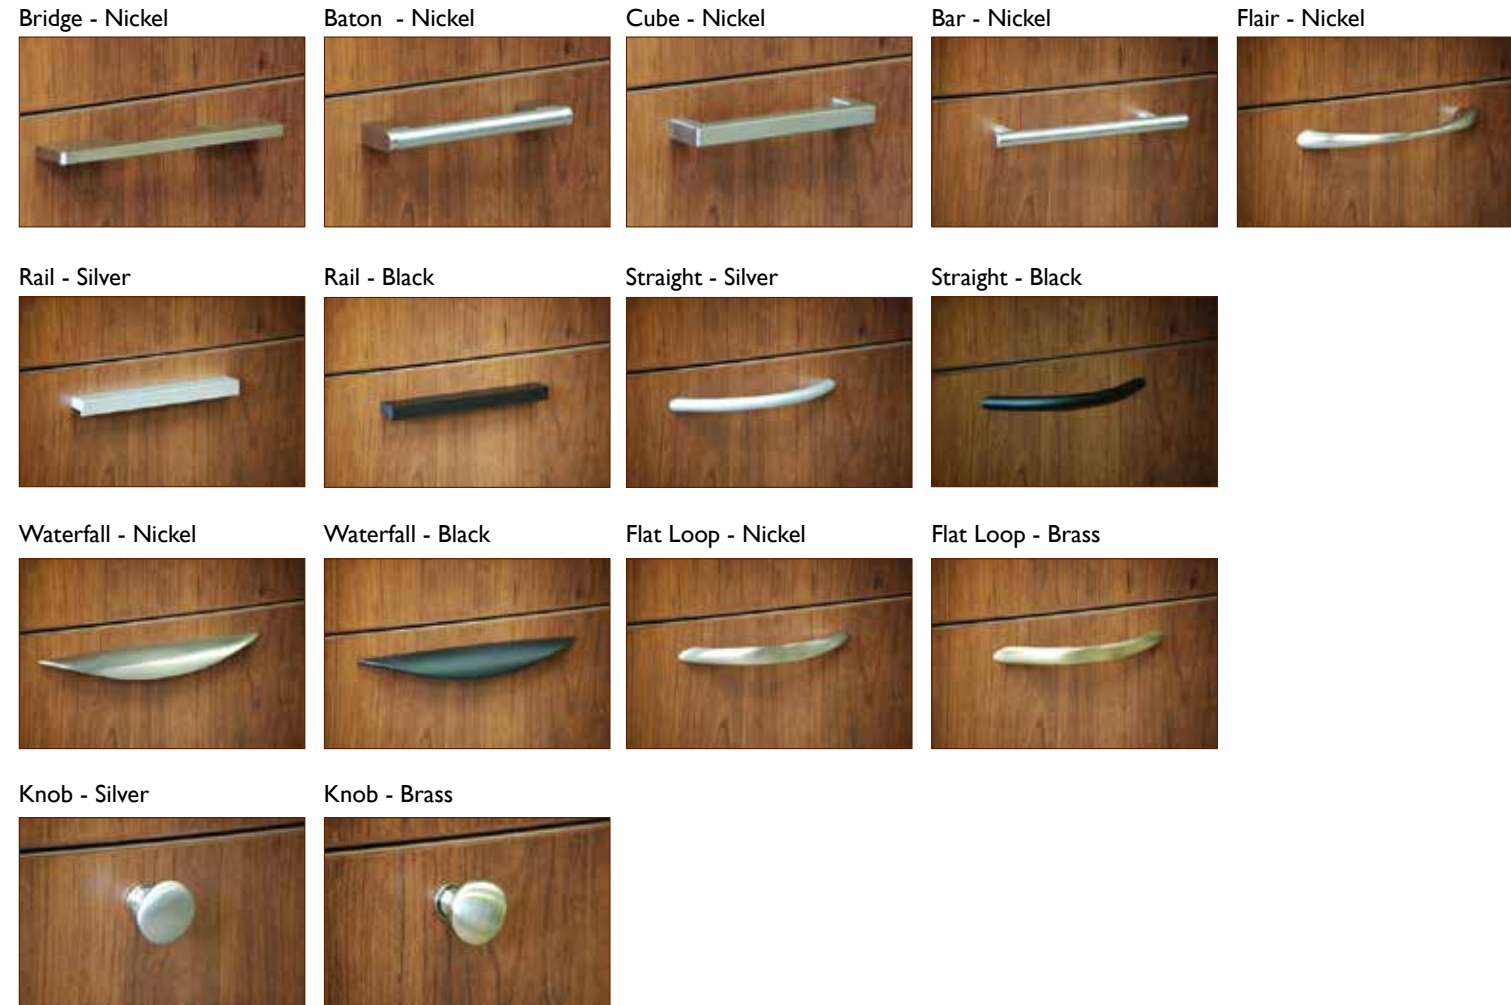 Bridge - Nickel
Baton  - Nickel
Cube - Nickel
Bar - Nickel
Flair - Nickel
Rail - Silver
Rail - Black
Straight - Silver
Straight - Black
Waterfall - Nickel
Waterfall - Black
Flat Loop - Nickel
Flat Loop - Brass
Knob - Silver
Knob - Brass